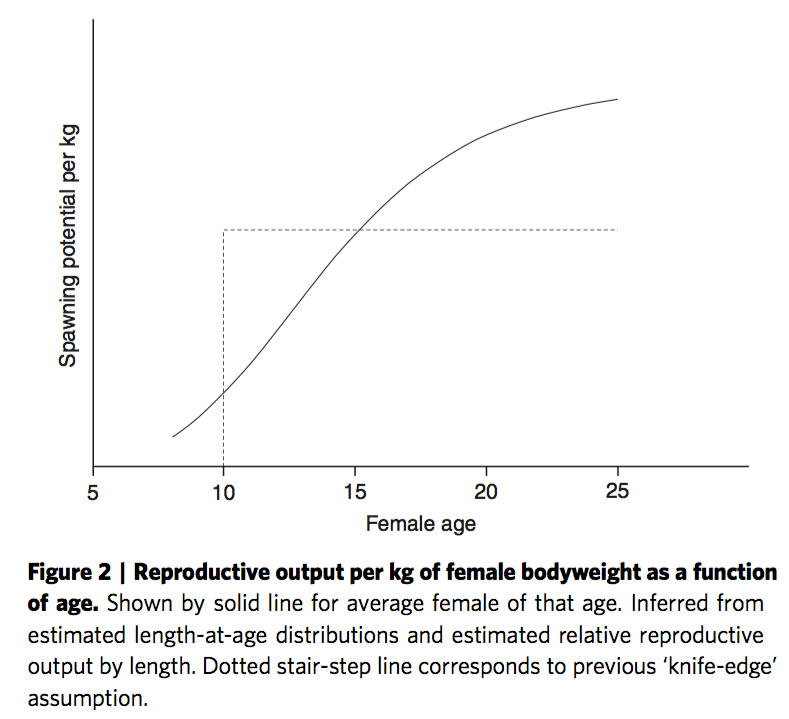 Spawning potential per kg
5 10 15 20 25
Female age
Figure 2 | Reproductive output per kg of female bodyweight as a function
of age. Shown by solid line for average female of that age. Inferred from
estimated length-at-age distributions and estimated relative reproductive
output by length. Dotted stair-step line corresponds to previous ‘knife-edge’
assumption.